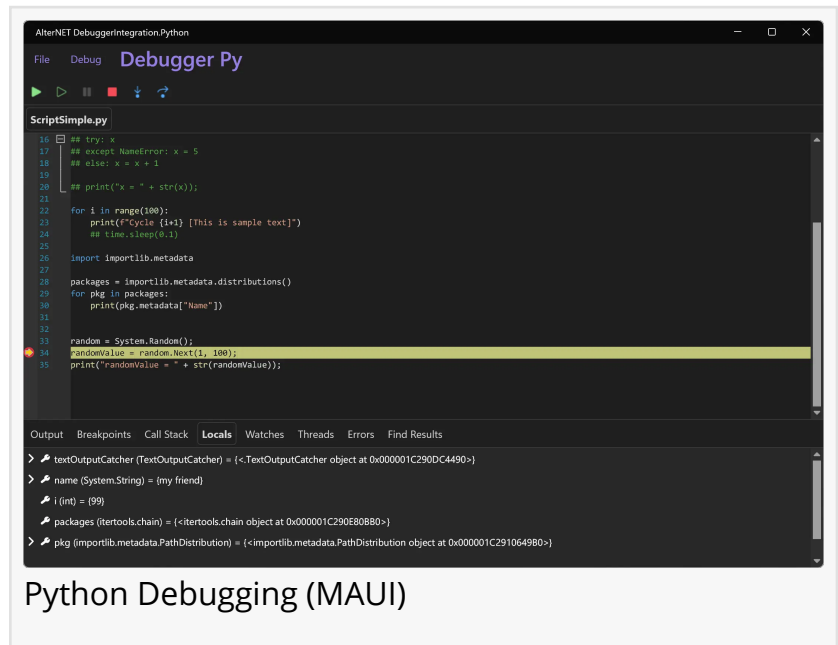 AlterNET DebuggerIntegration.Python
File Debug Debugger Py
ScriptSimple.py
16 ## try: x
17 ## except NameError: x = 5
18 ## else: x = x + 1
19
20 ## print("x = " + str(x));
21
22 for i in range(100):
23 print(f"Cycle {i+1} [This is sample text]")
24 ## time.sleep(0.1)
25
26 import importlib.metadata
27
28 packages = importlib.metadata.distributions()
29 for pkg in packages:
30 print(pkg.metadata["Name"])
31
32
33 random = System.Random();
34 randomValue = random.Next(1, 100);
35 print("randomValue = " + str(randomValue));
Output Breakpoints Call Stack Locals Watches Threads Errors Find Results
textOutputCatcher (TextOutputCatcher) = {<.TextOutputCatcher object at 0x000001C290DC4490>}
name (System.String) = {my friend}
i (int) = {99}
packages (itertools.chain) = {<itertools.chain object at 0x000001C290E80BB0>}
pkg (importlib.metadata.PathDistribution) = {<importlib.metadata.PathDistribution object at 0x000001C2910649B0>}
Python Debugging (MAUI)